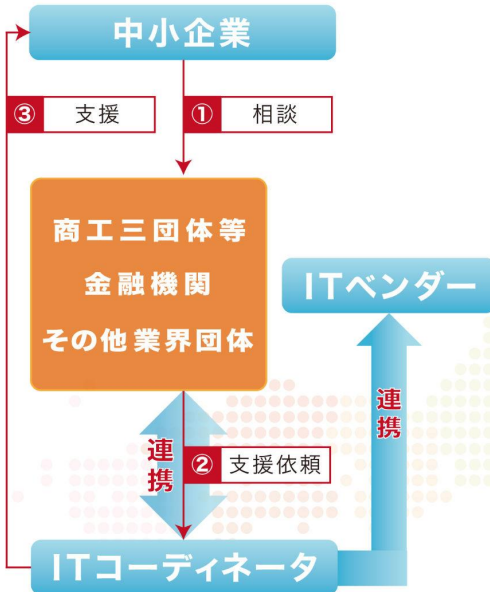 中小企業
③ 支援
① 相談
商工三団体等
金融機関
その他業界団体
ITベンダー
連携
連携
② 支援依頼
ITコーディネータ